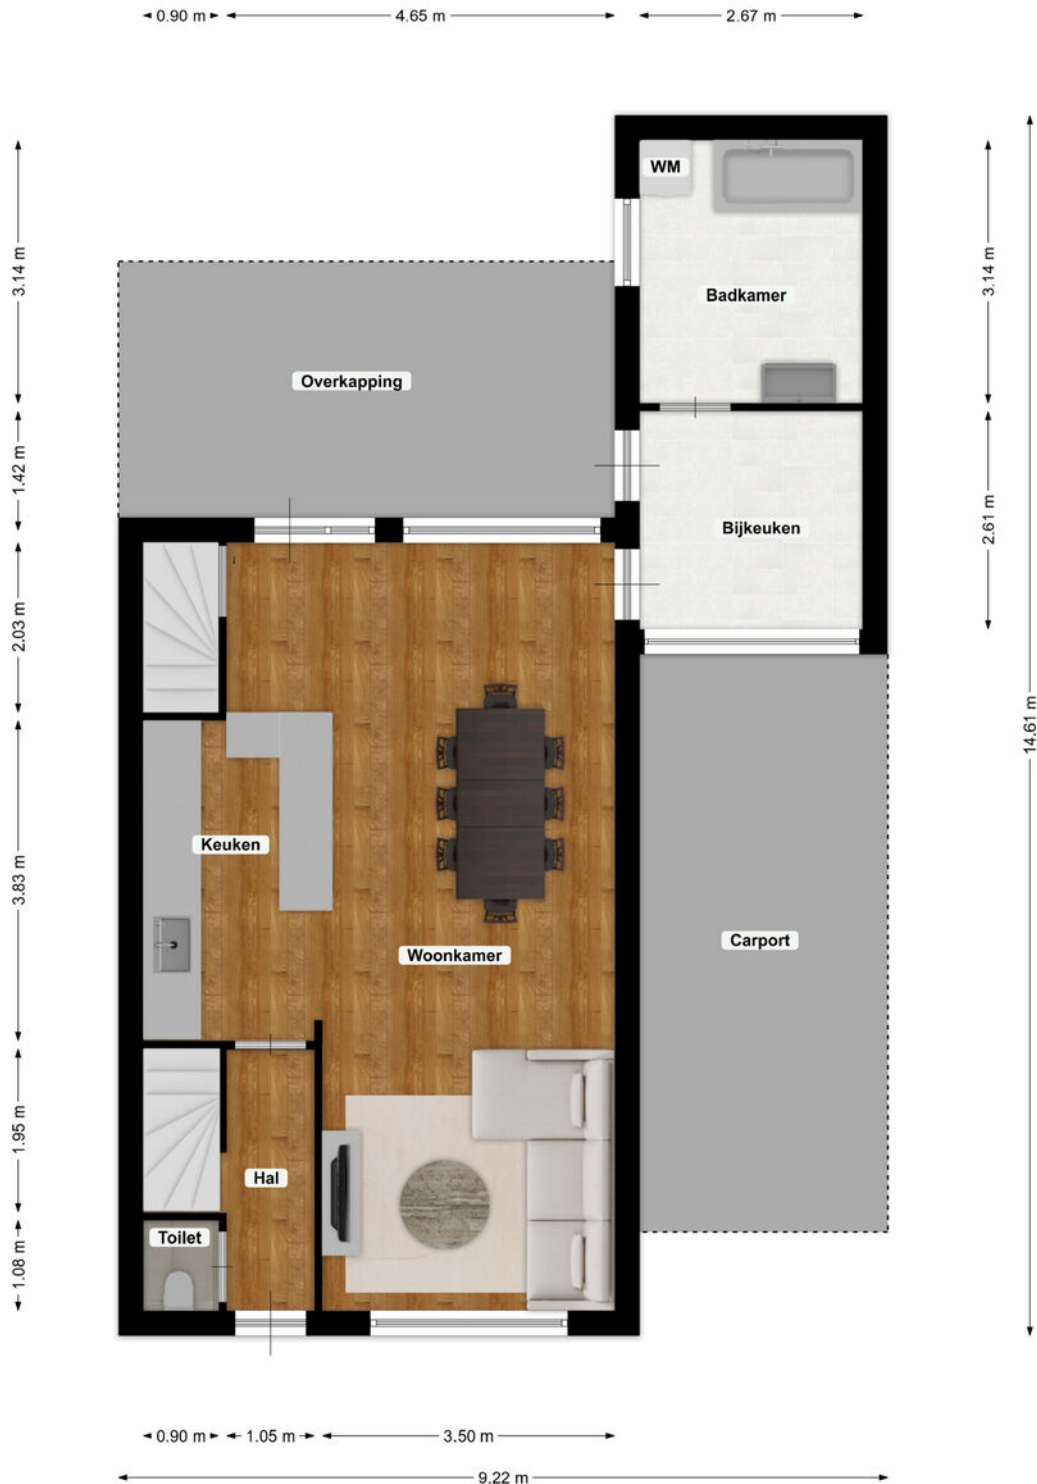 0.90 m
4.65 m
2.67 m
WM
3.14 m
3.14 m
Badkamer
Overkapping
1.42 m
2.61 m
Bijkeuken
2.03 m
14.61 m
3.83 m
Keuken
Woonkamer
Carport
1.95 m
Hal
Toilet
1.08 m
0.90 m
1.05 m
3.50 m
9.22 m